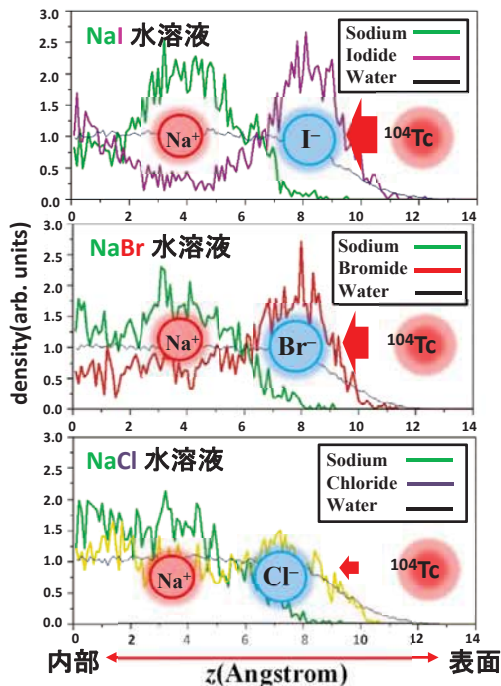 density(arb. units)
NaI 水溶液
Sodium
Iodide
Water
3.0
2.5
2.0
1.5
1.0
0.5
0.0
Na⁺
I⁻
¹⁰⁴Tc
0 2 4 6 8 10 12 14
NaBr 水溶液
Sodium
Bromide
Water
3.0
2.5
2.0
1.5
1.0
0.5
0.0
Na⁺
Br⁻
¹⁰⁴Tc
0 2 4 6 8 10 12 14
NaCl 水溶液
Sodium
Chloride
Water
3.0
2.5
2.0
1.5
1.0
0.5
0.0
Na⁺
Cl⁻
¹⁰⁴Tc
0 2 4 6 8 10 12 14
内部 z(Angstrom) 表面